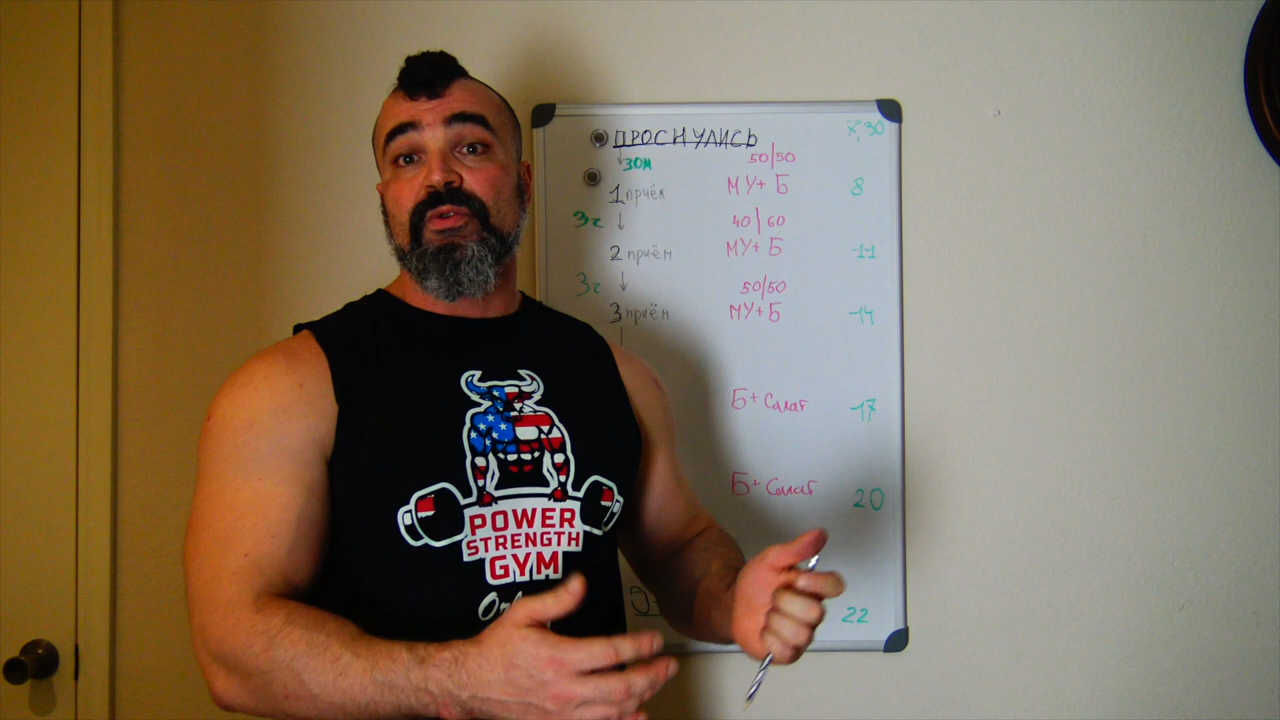 ПРОСНУЛИСЬ 7,30
30м 50/50
1 приём МУ+Б 8
3ч 40/60
2 приём МУ+Б 11
3ч 50/50
3 приём МУ+Б 14
Б+Салат 17
Б+Салат 20
22
POWER
STRENGTH
GYM